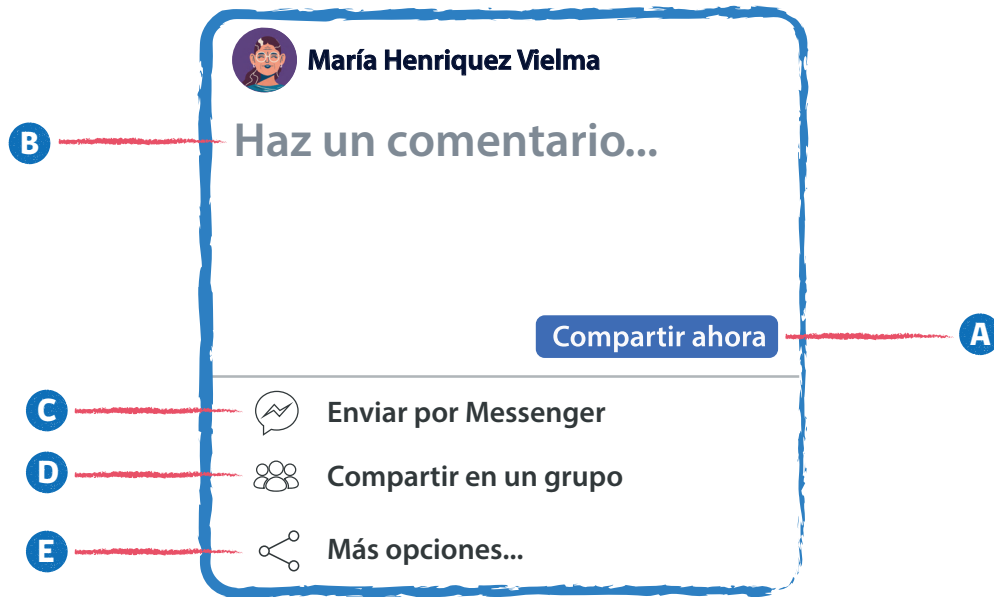 María Henriquez Vielma
B
Haz un comentario...
Compartir ahora
A
C
Enviar por Messenger
D
Compartir en un grupo
E
Más opciones...